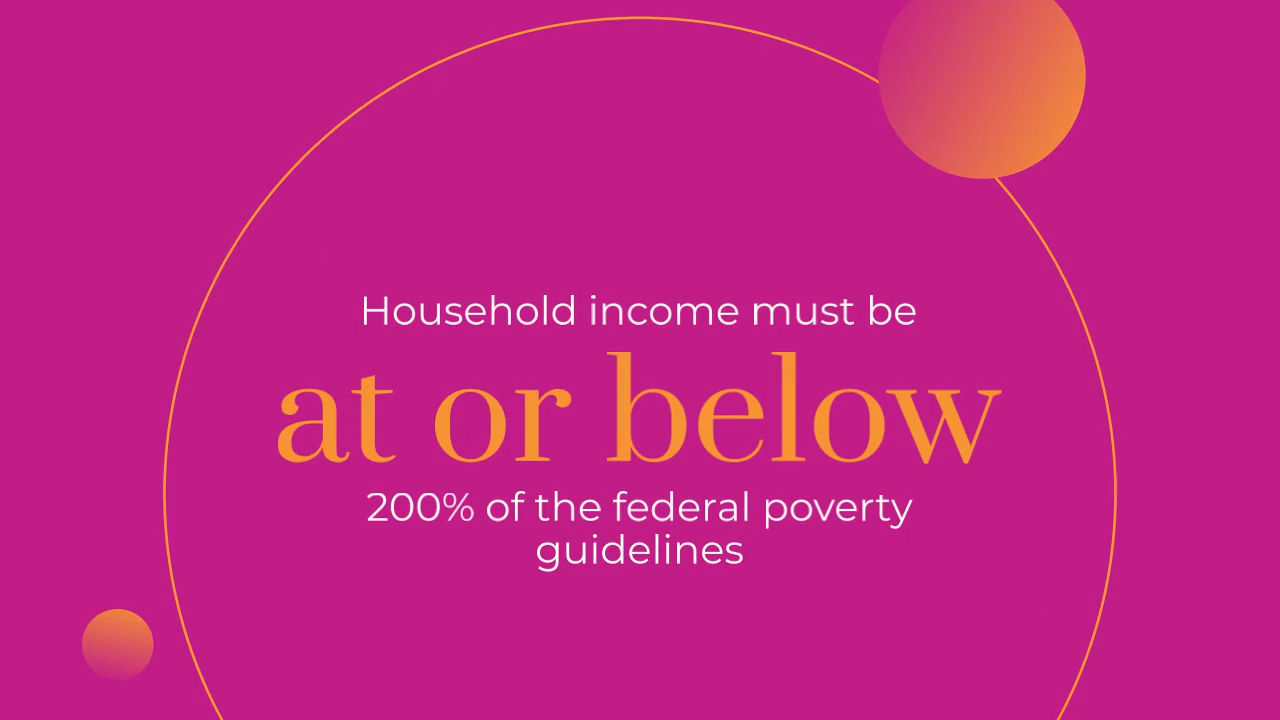 Household income must be
at or below
200% of the federal poverty
guidelines